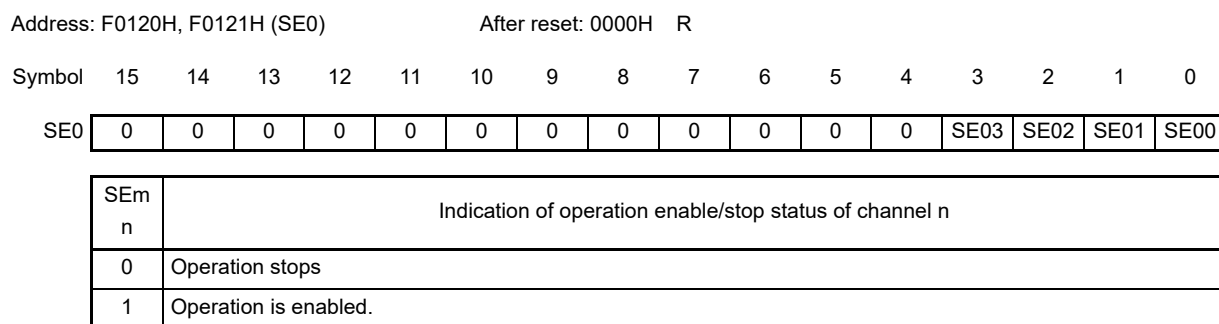 Address: F0120H, F0121H (SE0) After reset: 0000H R
Symbol 15 14 13 12 11 10 9 8 7 6 5 4 3 2 1 0
SE0 0 0 0 0 0 0 0 0 0 0 0 0 SE03 SE02 SE01 SE00
SEm
n
Indication of operation enable/stop status of channel n
0 Operation stops
1 Operation is enabled.